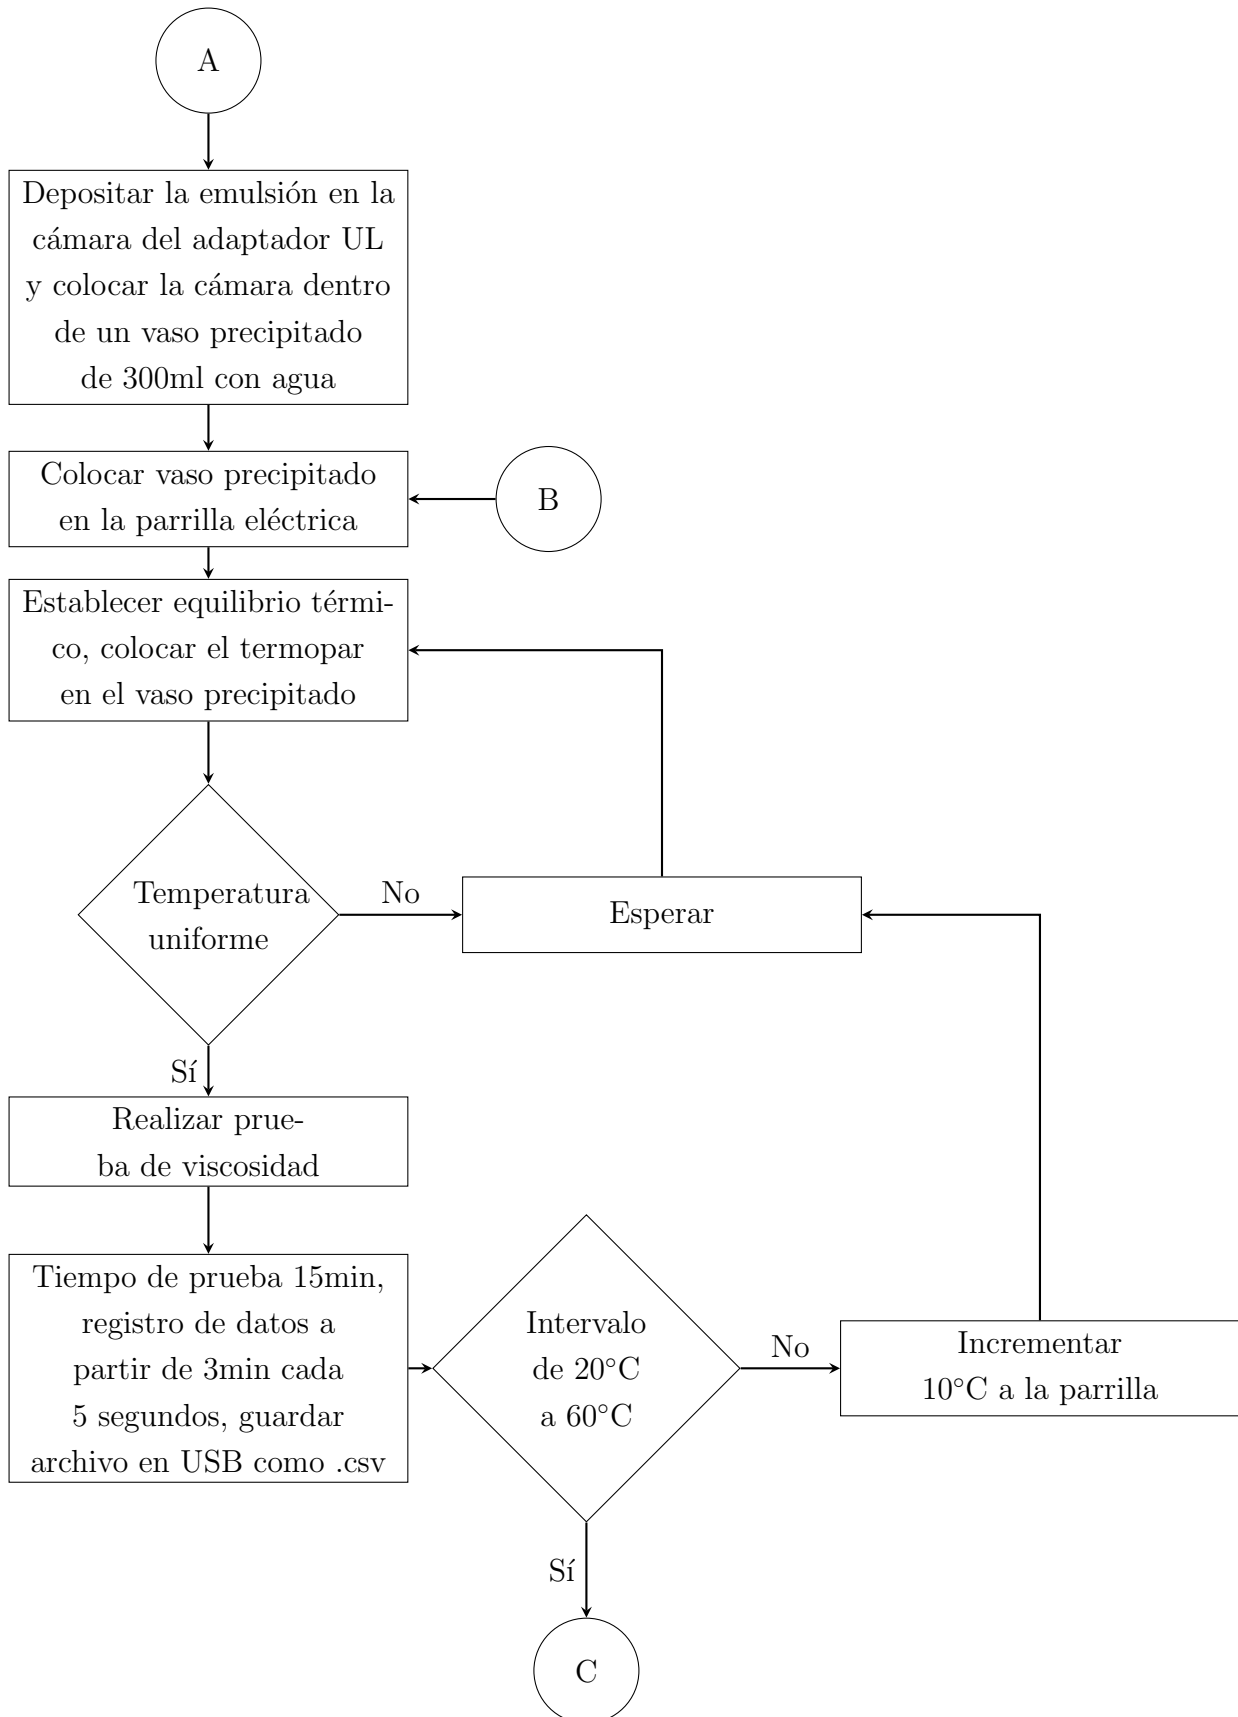 A
Depositar la emulsión en la
cámara del adaptador UL
y colocar la cámara dentro
de un vaso precipitado
de 300ml con agua
Colocar vaso precipitado
en la parrilla eléctrica
B
Establecer equilibrio térmi-
co, colocar el termopar
en el vaso precipitado
Temperatura
uniforme
No
Esperar
Sí
Realizar prue-
ba de viscosidad
Tiempo de prueba 15min,
registro de datos a
partir de 3min cada
5 segundos, guardar
archivo en USB como .csv
Intervalo
de 20°C
a 60°C
No
Incrementar
10°C a la parrilla
Sí
C